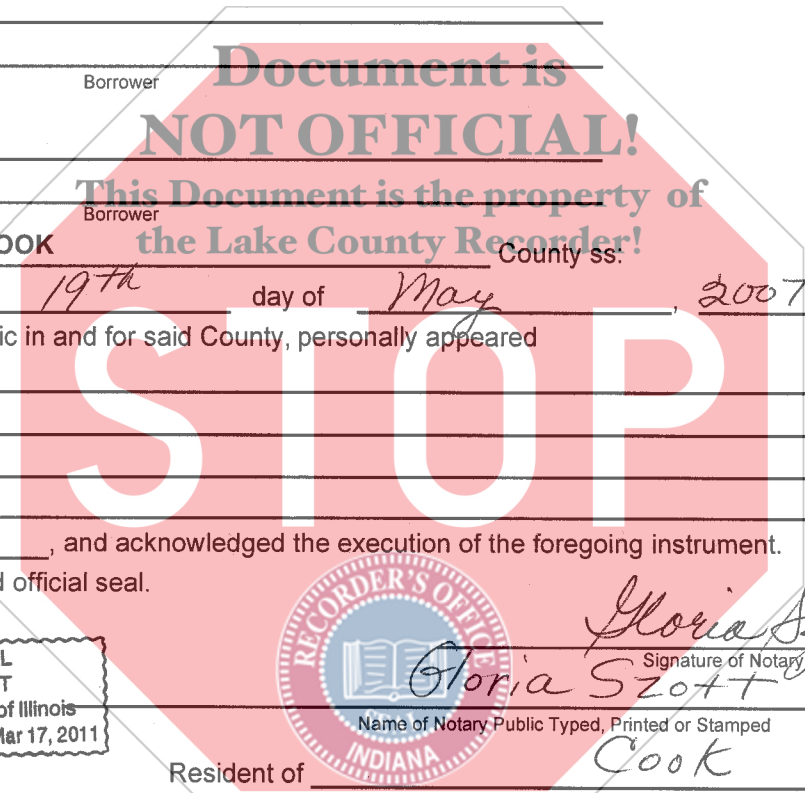 Document is
Borrower
NOT OFFICIAL!
This Document is the property of
Borrower
the Lake County Recorder!
OOK County ss:
19th day of May, 2007
ic in and for said County, personally appeared
STOP
, and acknowledged the execution of the foregoing instrument.
d official seal.
RECORDER'S OFFICE
INDIANA
Gloria S
Signature of Notary
L
T
of Illinois
Mar 17, 2011
Gloria Szott
Name of Notary Public Typed, Printed or Stamped
Resident of Cook